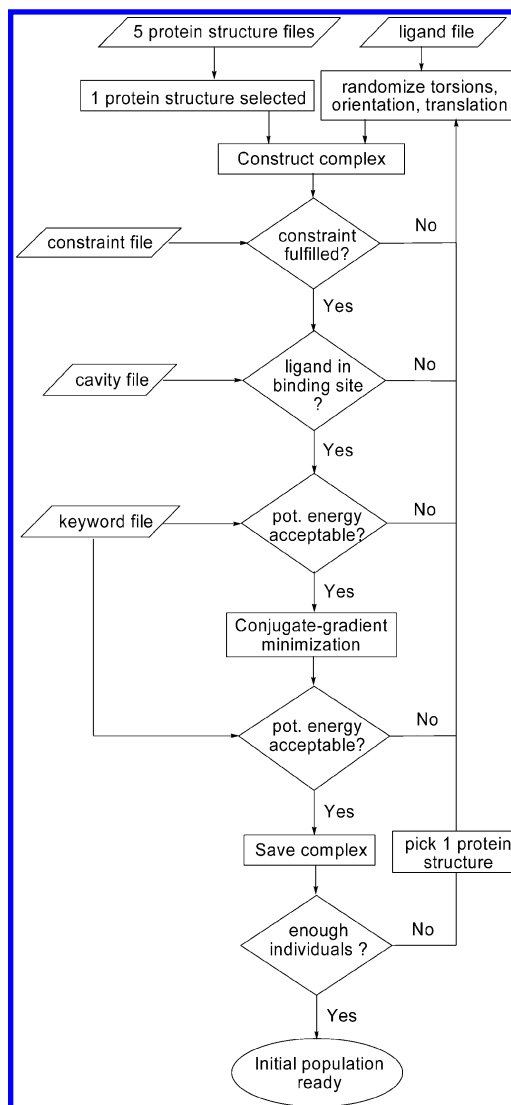 5 protein structure files
ligand file
1 protein structure selected
randomize torsions,
orientation, translation
Construct complex
constraint file
constraint
fulfilled?
No
Yes
cavity file
ligand in
binding site
?
No
Yes
keyword file
pot. energy
acceptable?
No
Yes
Conjugate-gradient
minimization
pot. energy
acceptable?
No
Yes
Save complex
pick 1 protein
structure
enough
individuals ?
No
Yes
Initial population
ready